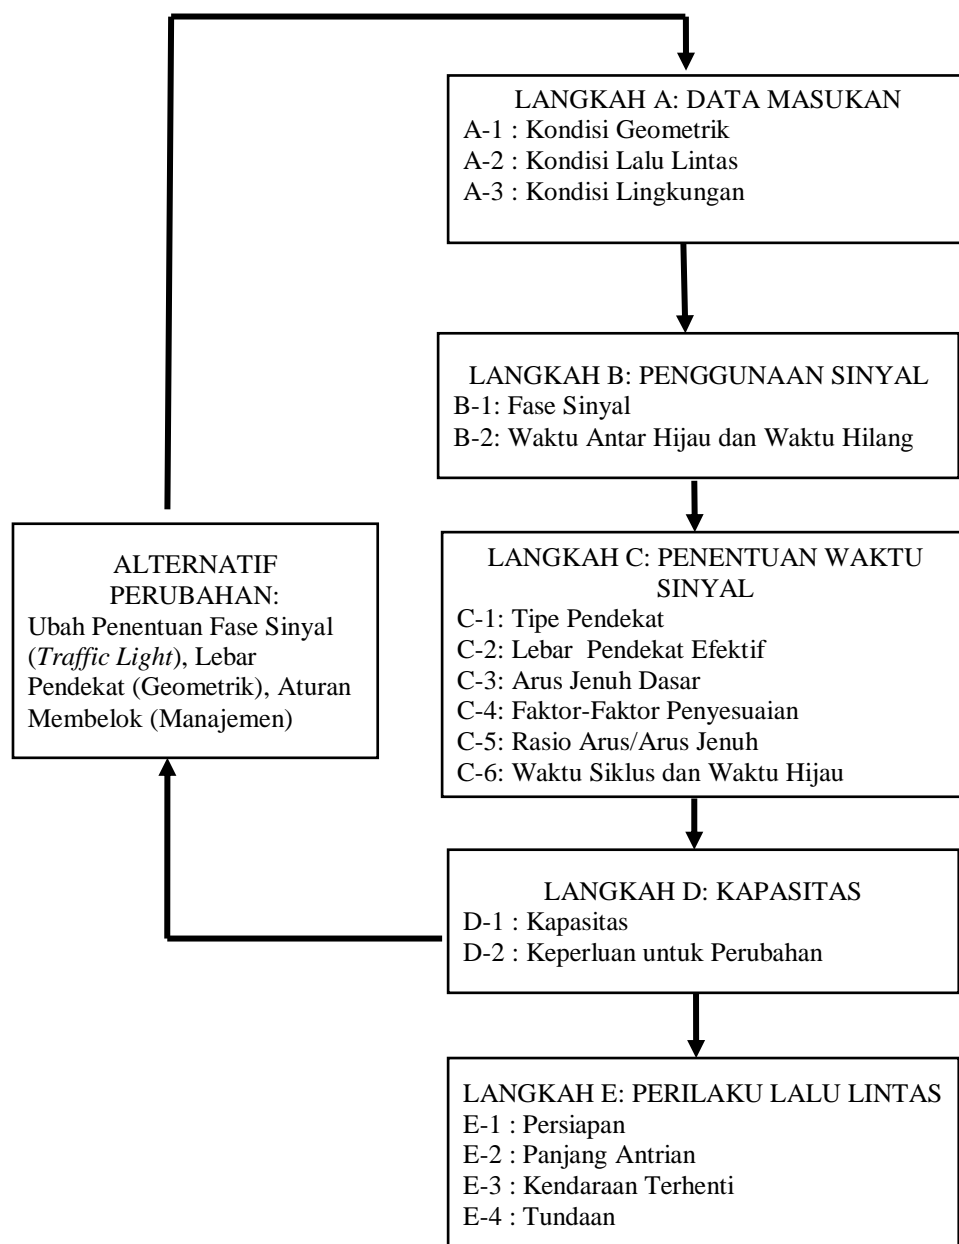 LANGKAH A: DATA MASUKAN
A-1 : Kondisi Geometrik
A-2 : Kondisi Lalu Lintas
A-3 : Kondisi Lingkungan
LANGKAH B: PENGGUNAAN SINYAL
B-1: Fase Sinyal
B-2: Waktu Antar Hijau dan Waktu Hilang
ALTERNATIF
PERUBAHAN:
Ubah Penentuan Fase Sinyal
(Traffic Light), Lebar
Pendekat (Geometrik), Aturan
Membelok (Manajemen)
LANGKAH C: PENENTUAN WAKTU
SINYAL
C-1: Tipe Pendekat
C-2: Lebar Pendekat Efektif
C-3: Arus Jenuh Dasar
C-4: Faktor-Faktor Penyesuaian
C-5: Rasio Arus/Arus Jenuh
C-6: Waktu Siklus dan Waktu Hijau
LANGKAH D: KAPASITAS
D-1 : Kapasitas
D-2 : Keperluan untuk Perubahan
LANGKAH E: PERILAKU LALU LINTAS
E-1 : Persiapan
E-2 : Panjang Antrian
E-3 : Kendaraan Terhenti
E-4 : Tundaan